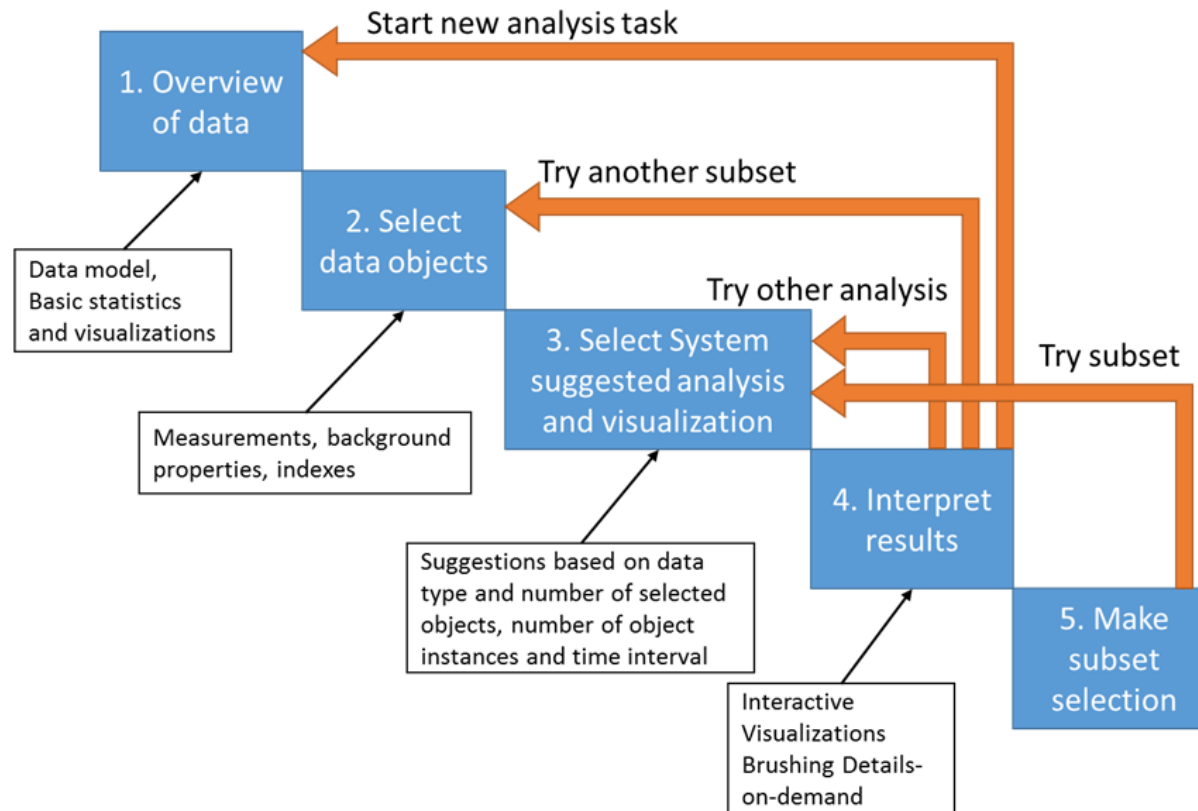 Start new analysis task
1. Overview
of data
Try another subset
2. Select
data objects
Data model,
Basic statistics
and visualizations
Try other analysis
3. Select System
suggested analysis
and visualization
Try subset
Measurements, background
properties, indexes
4. Interpret
results
Suggestions based on data
type and number of selected
objects, number of object
instances and time interval
5. Make
subset
selection
Interactive
Visualizations
Brushing Details-
on-demand